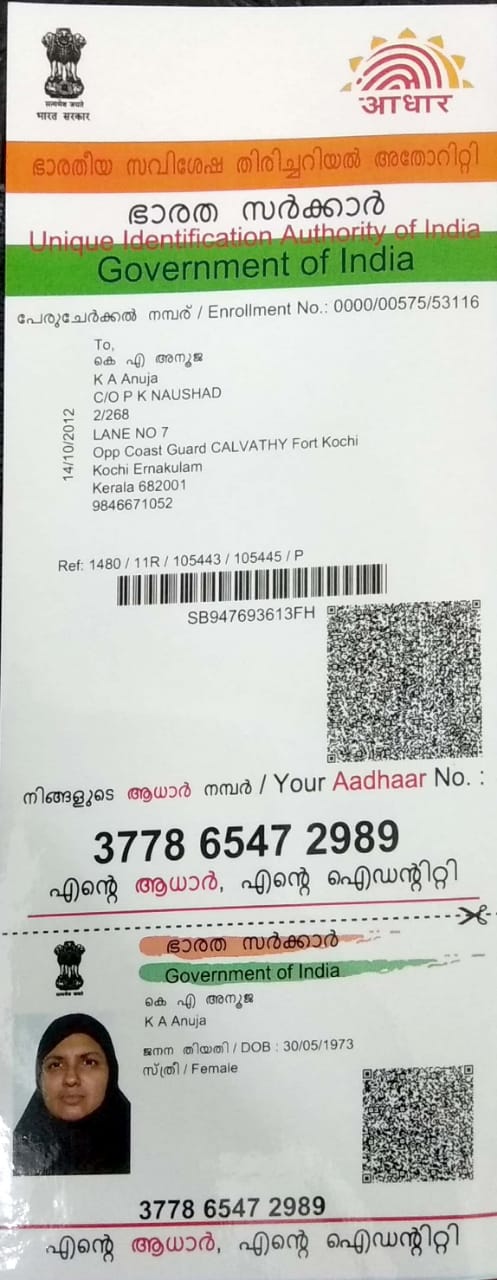 सत्यमेव जयते
भारत सरकार
आधार
ഭാരതീയ സവിശേഷ തിരിച്ചറിയൽ അതോറിറ്റി
ഭാരത സർക്കാർ
Unique Identification Authority of India
Government of India
പേരുചേർക്കൽ നമ്പര് / Enrollment No.: 0000/00575/53116
14/10/2012
To,
കെ എ അനൂജ
K A Anuja
C/O P K NAUSHAD
2/268
LANE NO 7
Opp Coast Guard CALVATHY Fort Kochi
Kochi Ernakulam
Kerala 682001
9846671052
Ref: 1480 / 11R / 105443 / 105445 / P
SB947693613FH
നിങ്ങളുടെ ആധാർ നമ്പർ / Your Aadhaar No. :
3778 6547 2989
എന്റെ ആധാർ, എന്റെ ഐഡന്റിറ്റി
ഭാരത സർക്കാർ
Government of India
सत्यमेव जयते
കെ എ അനൂജ
K A Anuja
ജനന തിയതി / DOB : 30/05/1973
സ്ത്രീ / Female
3778 6547 2989
എന്റെ ആധാർ, എന്റെ ഐഡന്റിറ്റി